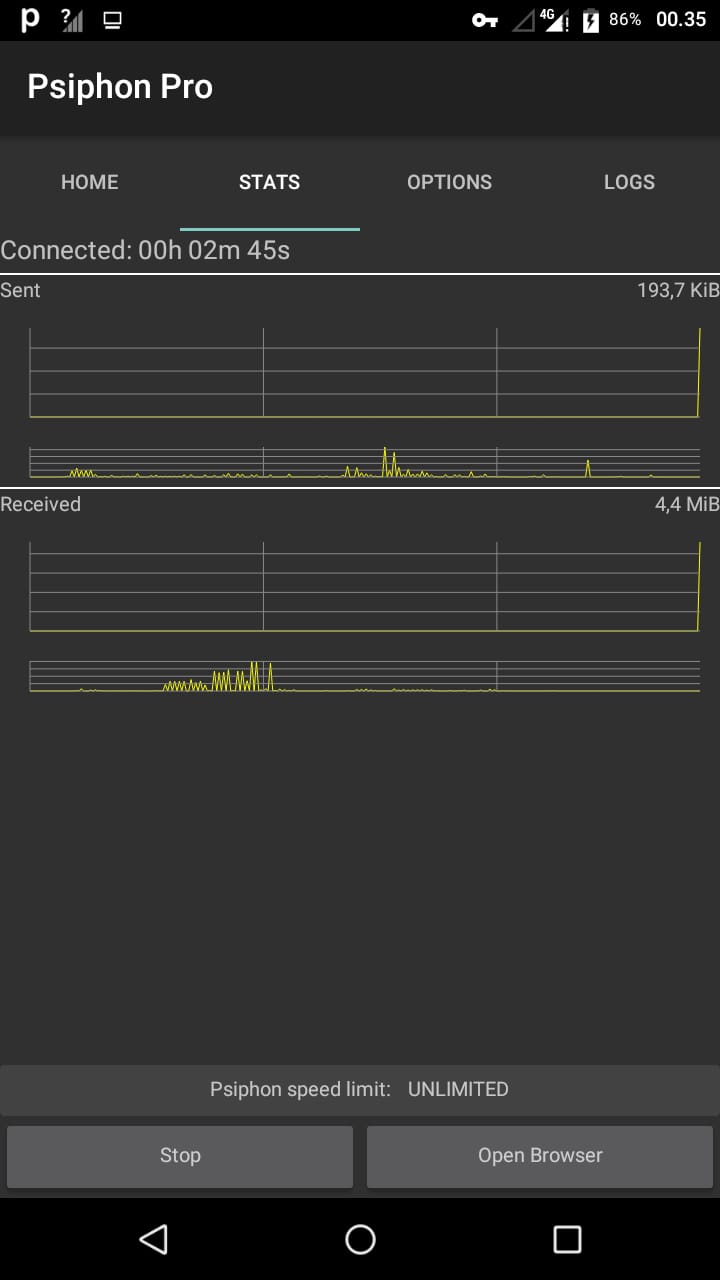 4G 86% 00.35
Psiphon Pro
HOME STATS OPTIONS LOGS
Connected: 00h 02m 45s
Sent 193,7 KiB
Received 4,4 MiB
Psiphon speed limit: UNLIMITED
Stop Open Browser